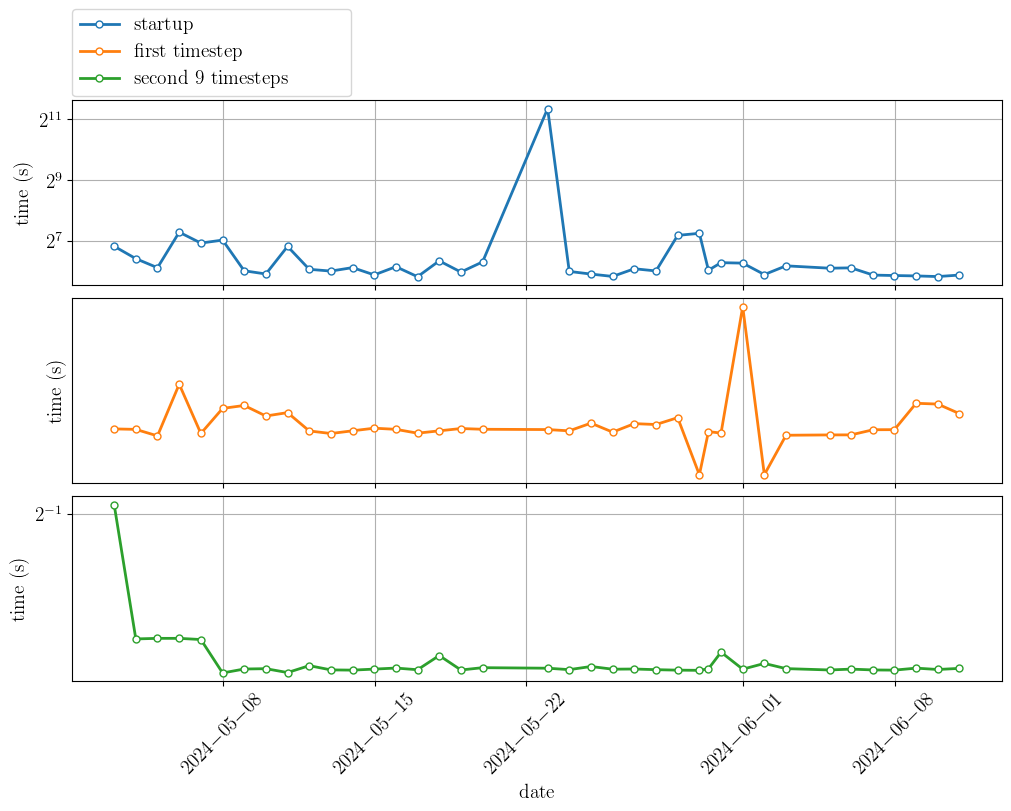 startup
first timestep
second 9 timesteps
2^11
2^9
2^7
time (s)
time (s)
2^−1
time (s)
2024−05−08
2024−05−15
2024−05−22
2024−06−01
2024−06−08
date